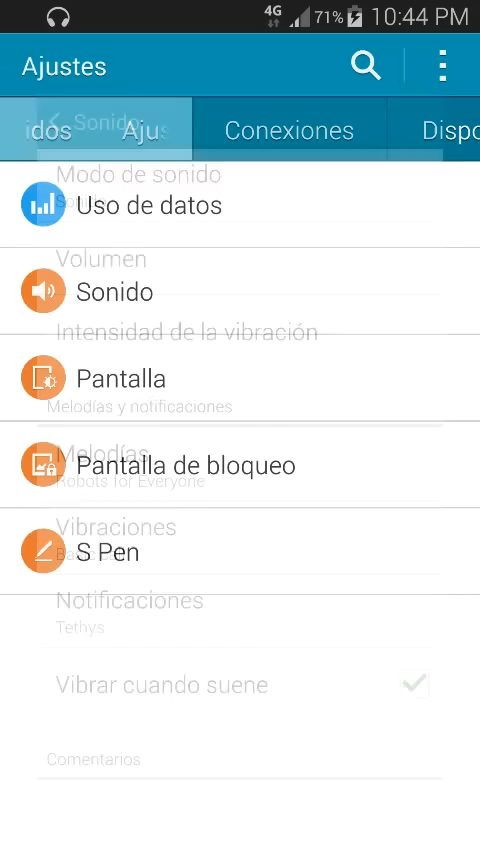 4G 71% 10:44 PM
Ajustes
idos Ajus Conexiones Dispo
Sonido
Modo de sonido
Uso de datos
Volumen
Sonido
Intensidad de la vibración
Pantalla
Melodías y notificaciones
Melodías
Pantalla de bloqueo
Robots for Everyone
Vibraciones
S Pen
Notificaciones
Tethys
Vibrar cuando suene
Comentarios